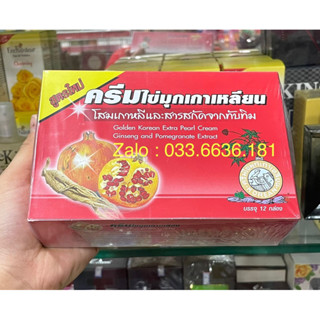 สูตรใหม่
ครีมไข่มุกเกาเหลียน
โสมเกาหลีและสารสกัดจากทับทิม
Golden Korean Extra Pearl Cream
Ginseng and Pomegranate Extract
Zalo : 033.6636.181
บรรจุ 12 กล่อง